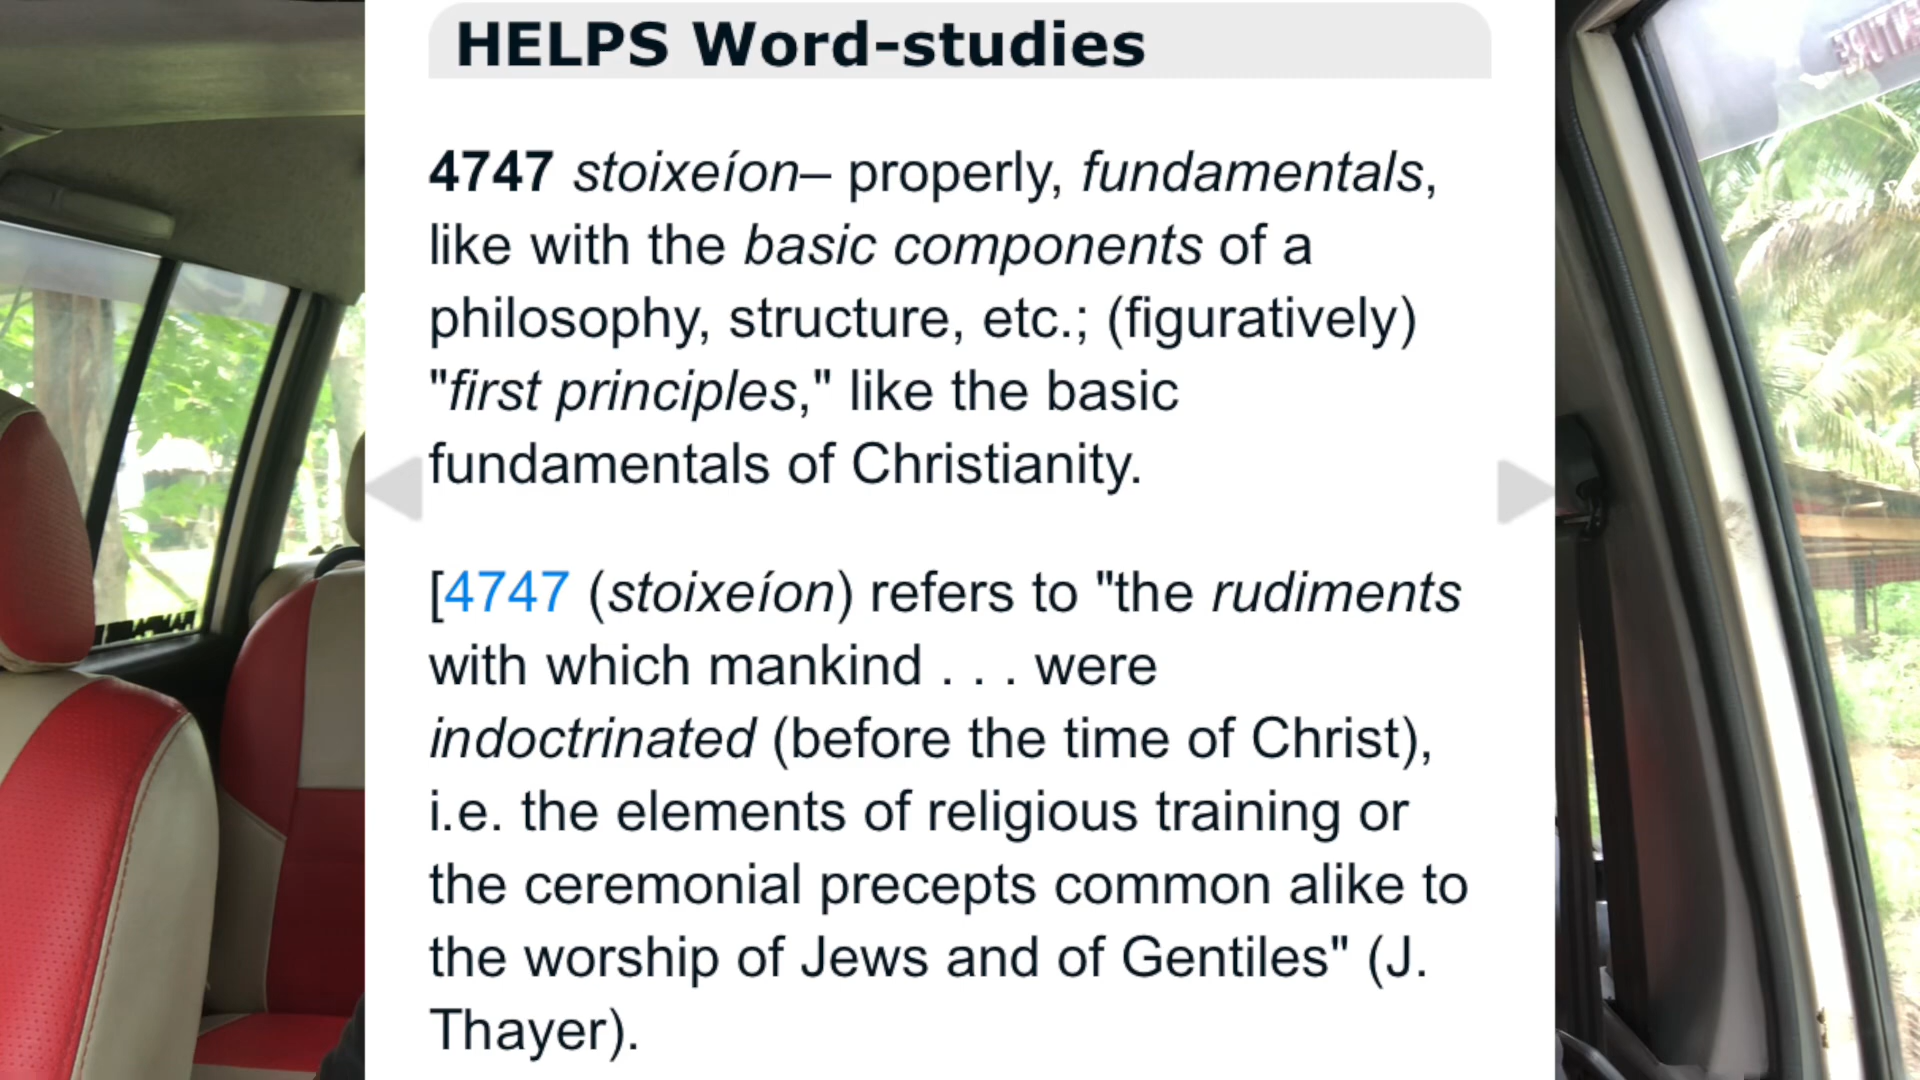 HELPS Word-studies
4747 stoixeíon– properly, fundamentals,
like with the basic components of a
philosophy, structure, etc.; (figuratively)
"first principles," like the basic
fundamentals of Christianity.
[4747 (stoixeíon) refers to "the rudiments
with which mankind . . . were
indoctrinated (before the time of Christ),
i.e. the elements of religious training or
the ceremonial precepts common alike to
the worship of Jews and of Gentiles" (J.
Thayer).